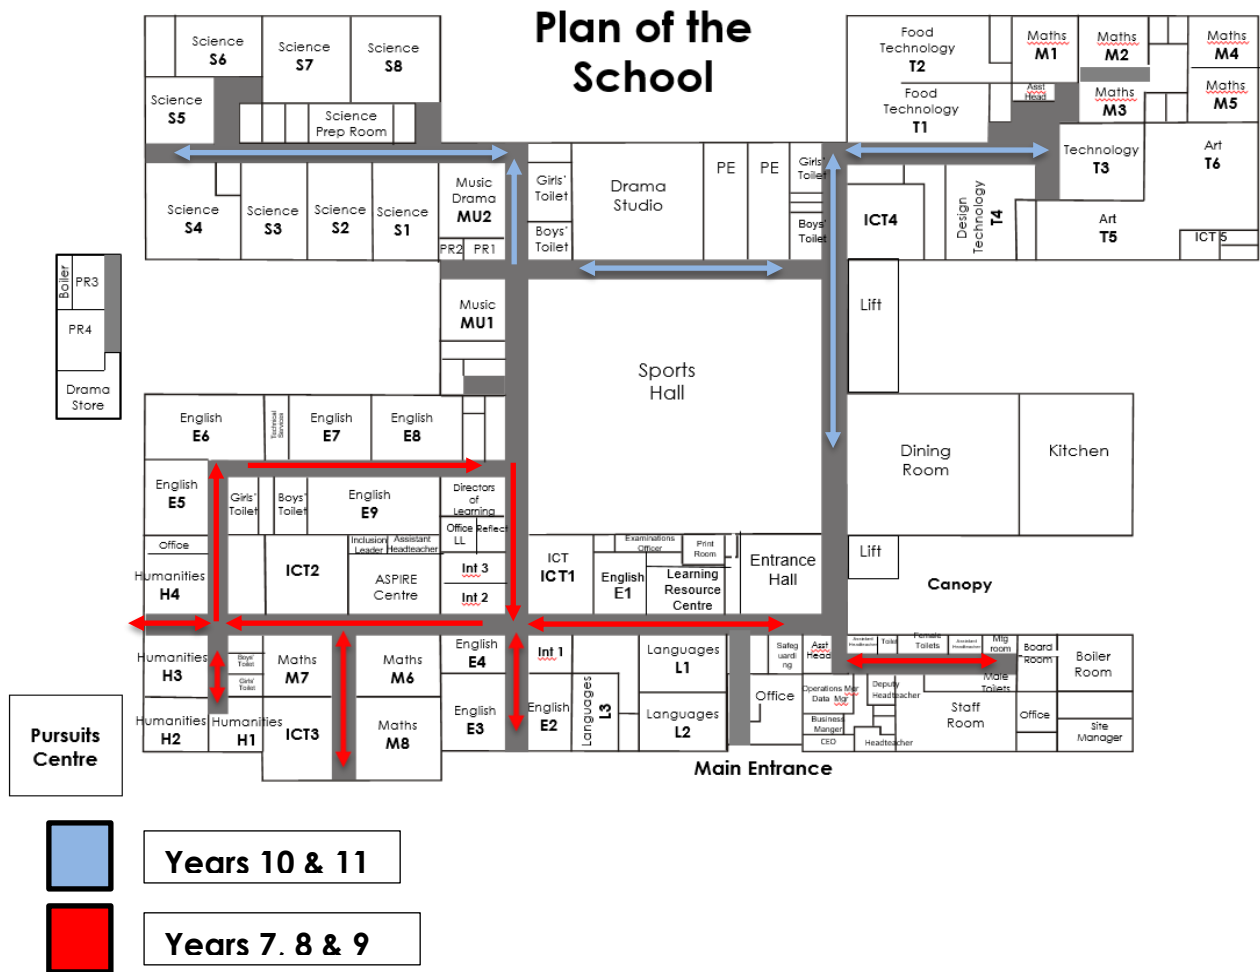 Plan of the
School
Science
S6
Science
S7
Science
S8
Science
S5
Science
Prep Room
Food
Technology
T2
Food
Technology
T1
Maths
M1
Maths
M2
Maths
M4
Asst
Head
Maths
M3
Maths
M5
Technology
T3
Art
T6
Science
S4
Science
S3
Science
S2
Science
S1
Music
Drama
MU2
PR2
PR1
Girls'
Toilet
Boys'
Toilet
Drama
Studio
PE
PE
Girls'
Toilet
Boys'
Toilet
ICT4
Design
Technology
T4
Art
T5
ICT 5
Boiler
PR3
PR4
Drama
Store
Music
MU1
Sports
Hall
Lift
English
E6
Technical
Services
English
E7
English
E8
Dining
Room
Kitchen
English
E5
Girls'
Toilet
Boys'
Toilet
English
E9
Directors
of
Learning
Office
LL
Reflect
Office
Inclusion
Leader
Assistant
Headteacher
Humanities
H4
ICT2
ASPIRE
Centre
Int 3
Int 2
ICT
ICT1
Examinations
Officer
Print
Room
English
E1
Learning
Resource
Centre
Entrance
Hall
Lift
Canopy
Humanities
H3
Boys'
Toilet
Girls'
Toilet
Maths
M7
Maths
M6
English
E4
Int 1
Languages
L1
Safeg
uardi
ng
Asst
Head
Assistant
Headteacher
Toilet
Female
Toilets
Assistant
Headteacher
Mtg
room
Board
Room
Boiler
Room
Humanities
H2
Humanities
H1
ICT3
Maths
M8
English
E3
English
E2
Languages
L3
Languages
L2
Office
Operations Mgr
Data Mgr
Business
Manger
CEO
Deputy
Headteacher
Headteacher
Male
Toilets
Staff
Room
Office
Site
Manager
Pursuits
Centre
Main Entrance
Years 10 & 11
Years 7, 8 & 9